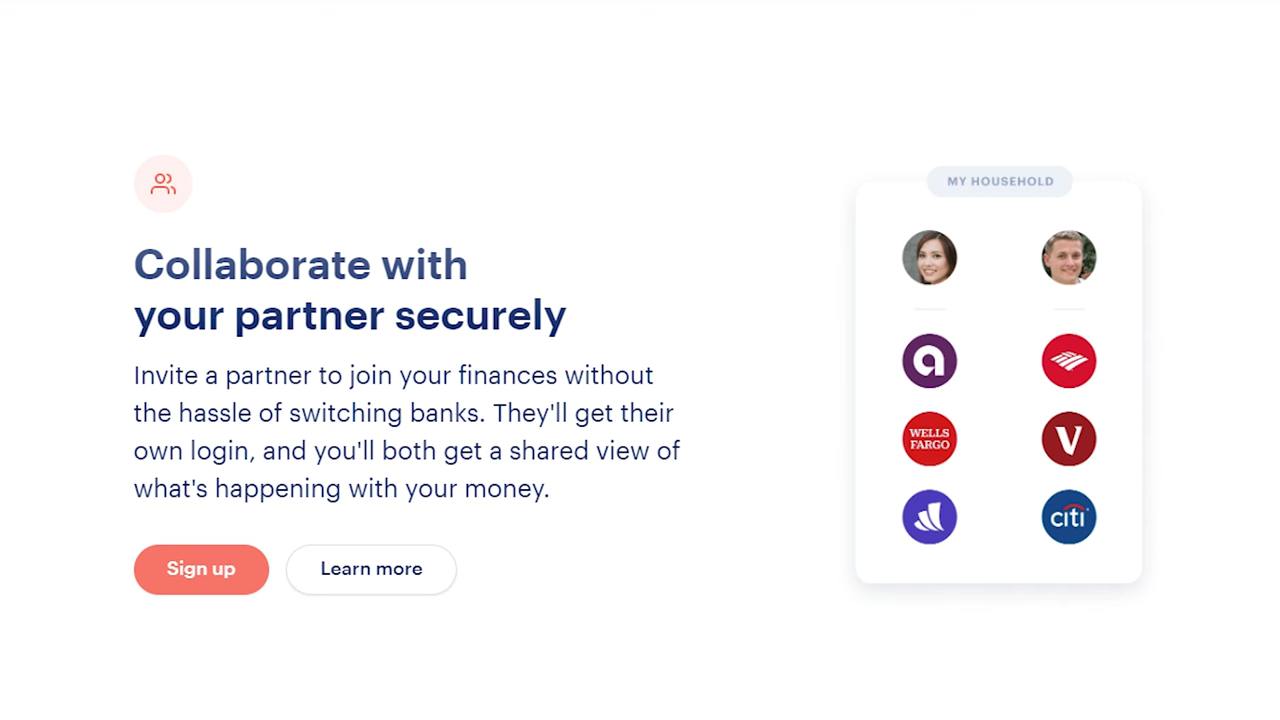 MY HOUSEHOLD
Collaborate with
your partner securely
Invite a partner to join your finances without
the hassle of switching banks. They'll get their
own login, and you'll both get a shared view of
what's happening with your money.
Sign up
Learn more
a
WELLS
FARGO
V
citi